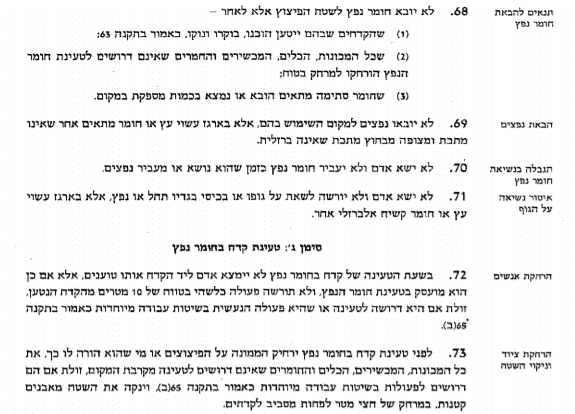 תנאים להבאת חומר נפץ
68. לא יובא חומר נפץ לשטח הפיצוץ אלא לאחר –
(1) שהקדחים שבהם ייטען הוכנו, בוקרו ונוקו, כאמור בתקנה 63;
(2) שכל המכונות, הכלים, המכשירים והחמרים שאינם דרושים לטעינת חומר
הנפץ הורחקו למרחק בטוח;
(3) שחומר סתימה מתאים הובא או נמצא בכמות מספקת במקום.
הבאת נפצים
69. לא יובאו נפצים למקום השימוש בהם, אלא בארגז עשוי עץ או חומר מתאים אחר שאינו
מתכת ומצופה מבחוץ מתכת שאינה ברזלית.
הגבלה בנשיאת חומר נפץ
70. לא ישא אדם ולא יעביר חומר נפץ בזמן שהוא נושא או מעביר נפצים.
איסור נשיאה על הגוף
71. לא ישא אדם ולא יורשה לשאת על גופו או בכיסי בגדיו תחל או נפץ, אלא בארגז עשוי
עץ או חומר קשיח אלברזלי אחר.
סימן ג': טעינת קדח בחומר נפץ
הרחקת אנשים
72. בשעת הטעינה של קדח בחומר נפץ לא יימצא אדם ליד הקדח אותו טוענים, אלא אם כן
הוא מועסק בטעינת חומר הנפץ, ולא תורשה פעולה כלשהי בטווח של 10 מטרים מהקדח הנטען,
זולת אם היא דרושה לטעינה או שהיא פעולה הנעשית בשיטות עבודה מיוחדות כאמור בתקנה
65(ב).
הרחקת ציוד וניקוי השטח
73. לפני טעינת קדח בחומר נפץ ירחיק הממונה על הפיצוצים או מי שהוא הורה לו כך, את
כל המכונות, המכשירים, הכלים והחומרים שאינם דרושים לטעינה מקרבת המקום, זולת אם הם
דרושים לפעולות בשיטות עבודה מיוחדות כאמור בתקנה 65(ב), וינקה את השטח מאבנים
קטנות, במרחק של חצי מטר לפחות מסביב לקדחים.